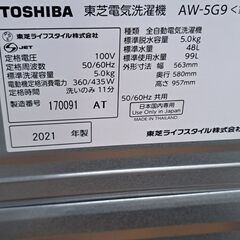 TOSHIBA 東芝電気洗濯機 AW-5G9
東芝ライフスタイル株式会社
S-JET
定格電圧 100V
定格周波数 50/60Hz
標準洗濯容量 5.0kg
電動機定格消費電力 360/435W
洗いのみ 11分
製造番号 170091 AT
2021 年製
種類 全自動電気洗濯機
標準脱水容量 5.0kg
標準水量 48L
標準使用水量 99L
外形寸法 幅 563mm
奥行 580mm
高さ 957mm
50/60Hz 共用
日本国内専用
Use only in Japan
MADE IN THAILAND
東芝ライフスタイル株式会社